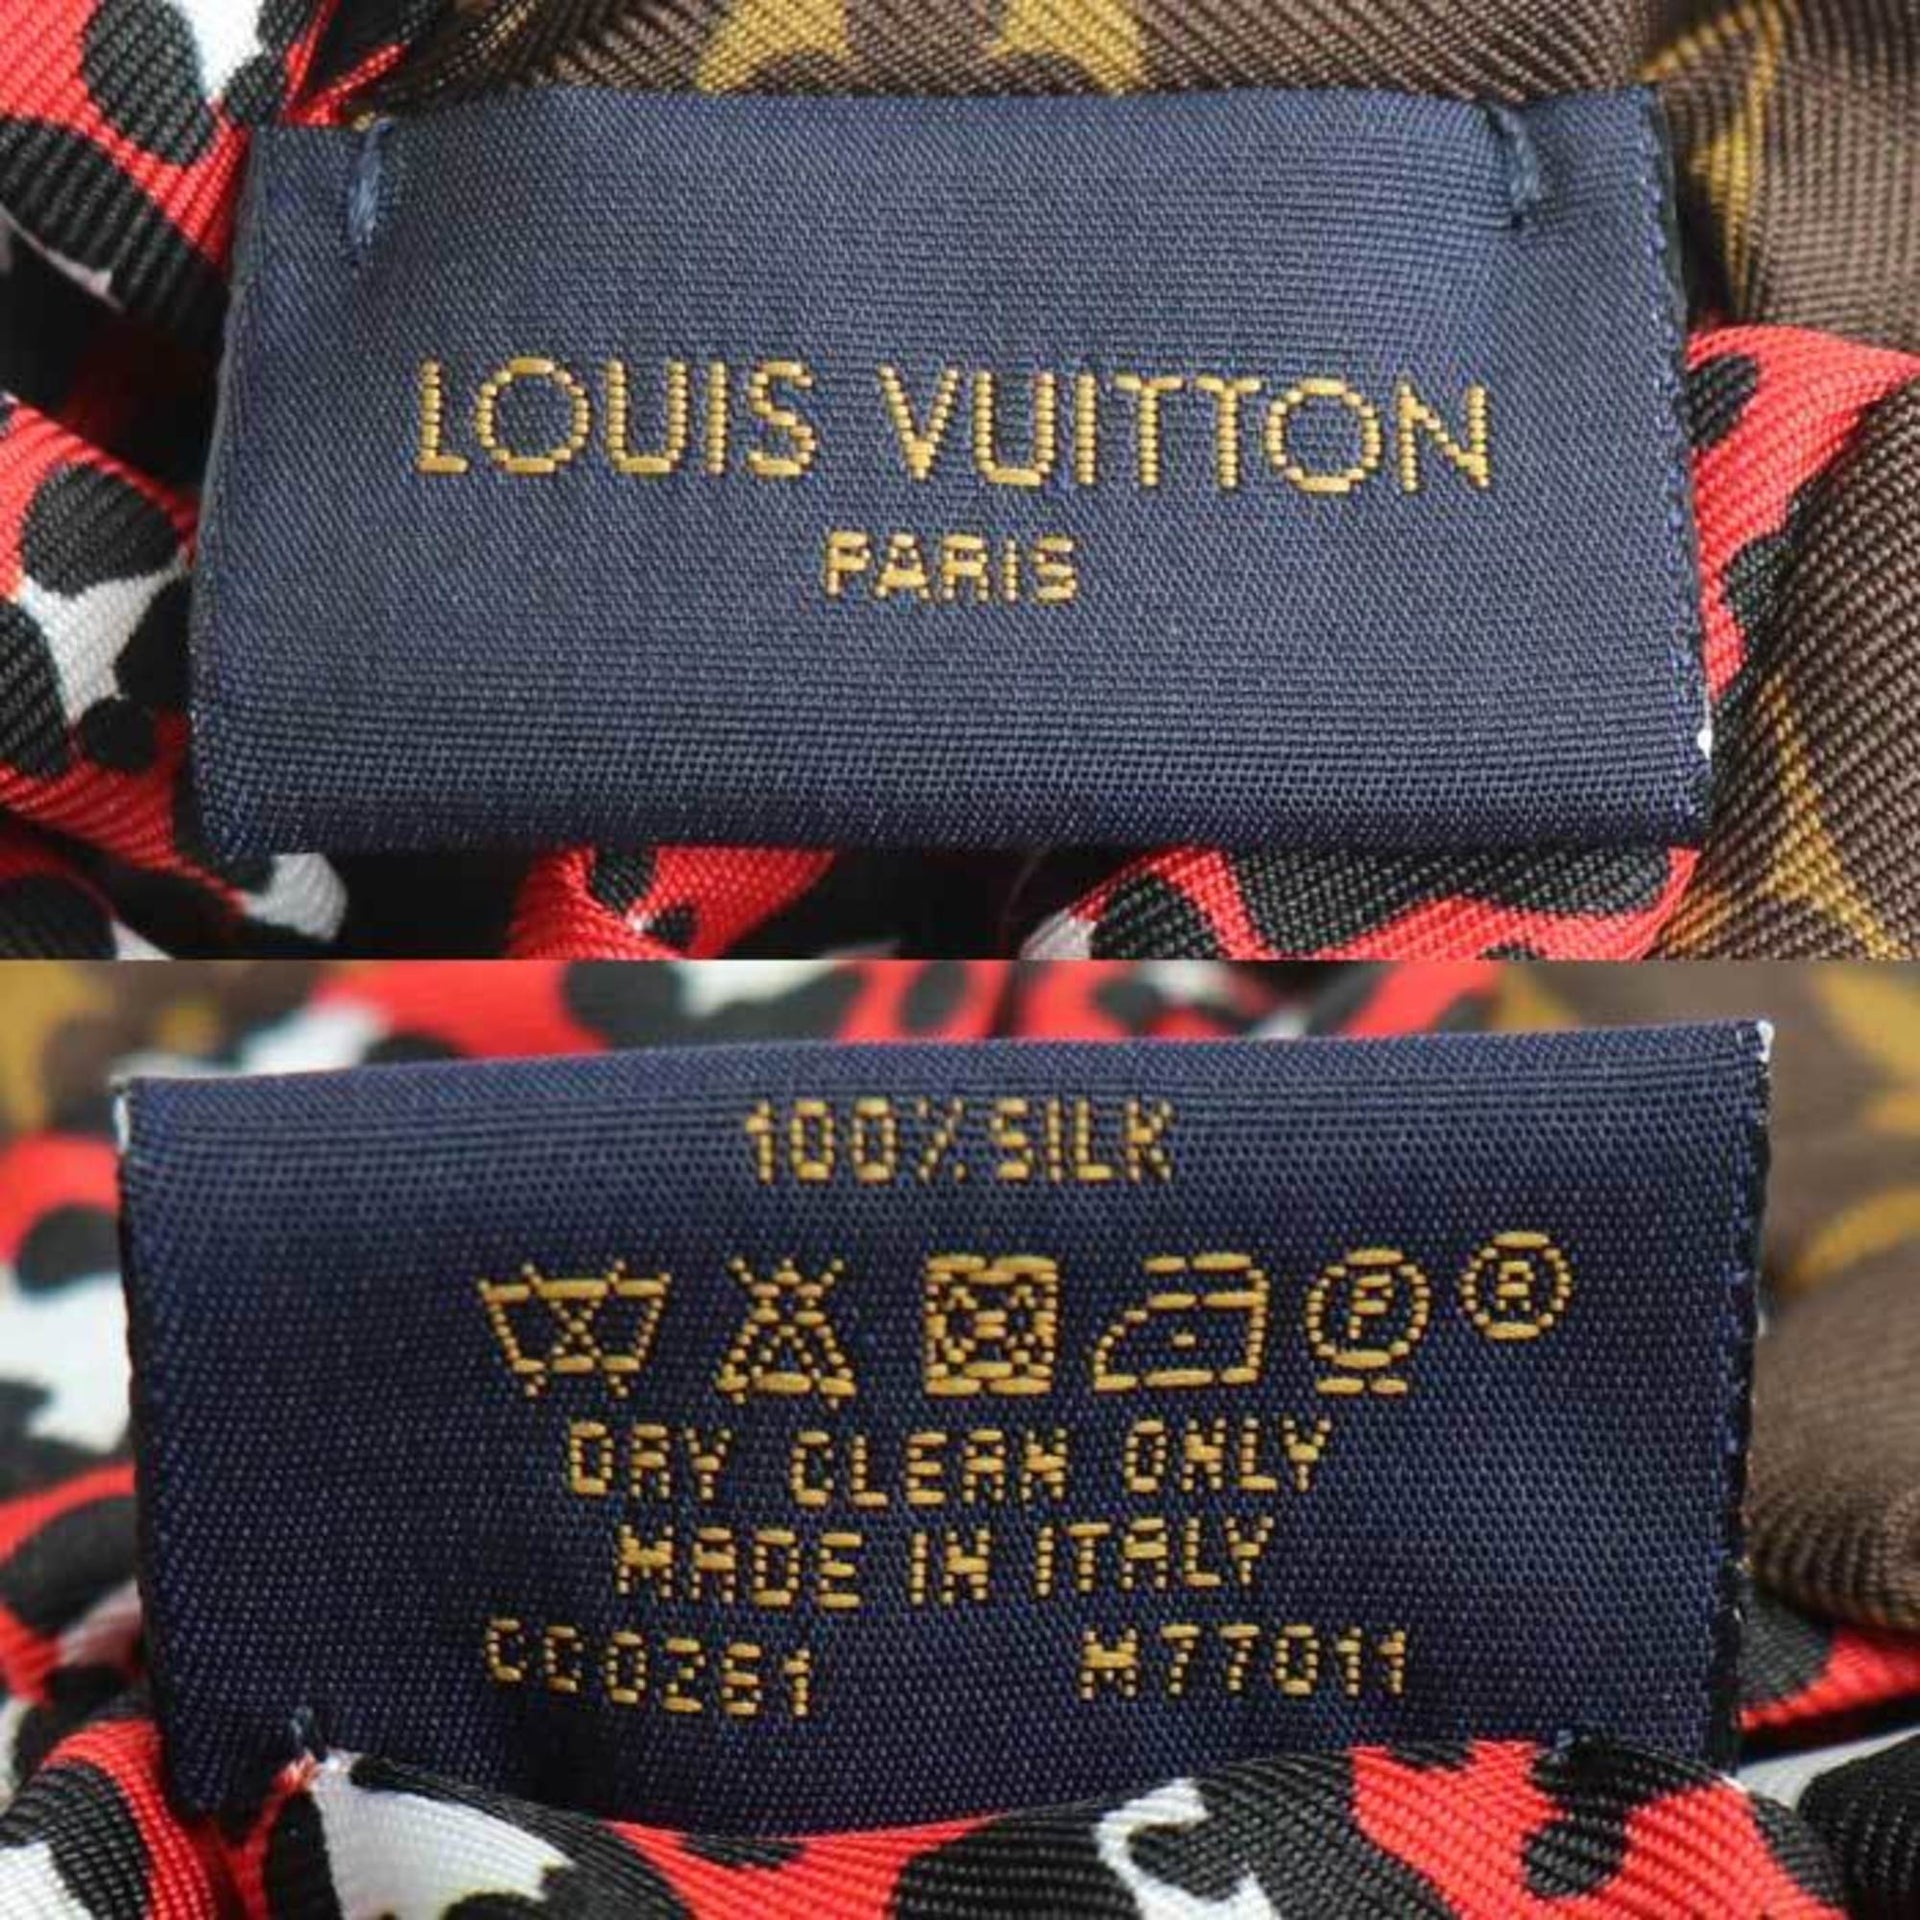 LOUIS VUITTON
PARIS
100% SILK
P R
DRY CLEAN ONLY
MADE IN ITALY
CC0261 M77011